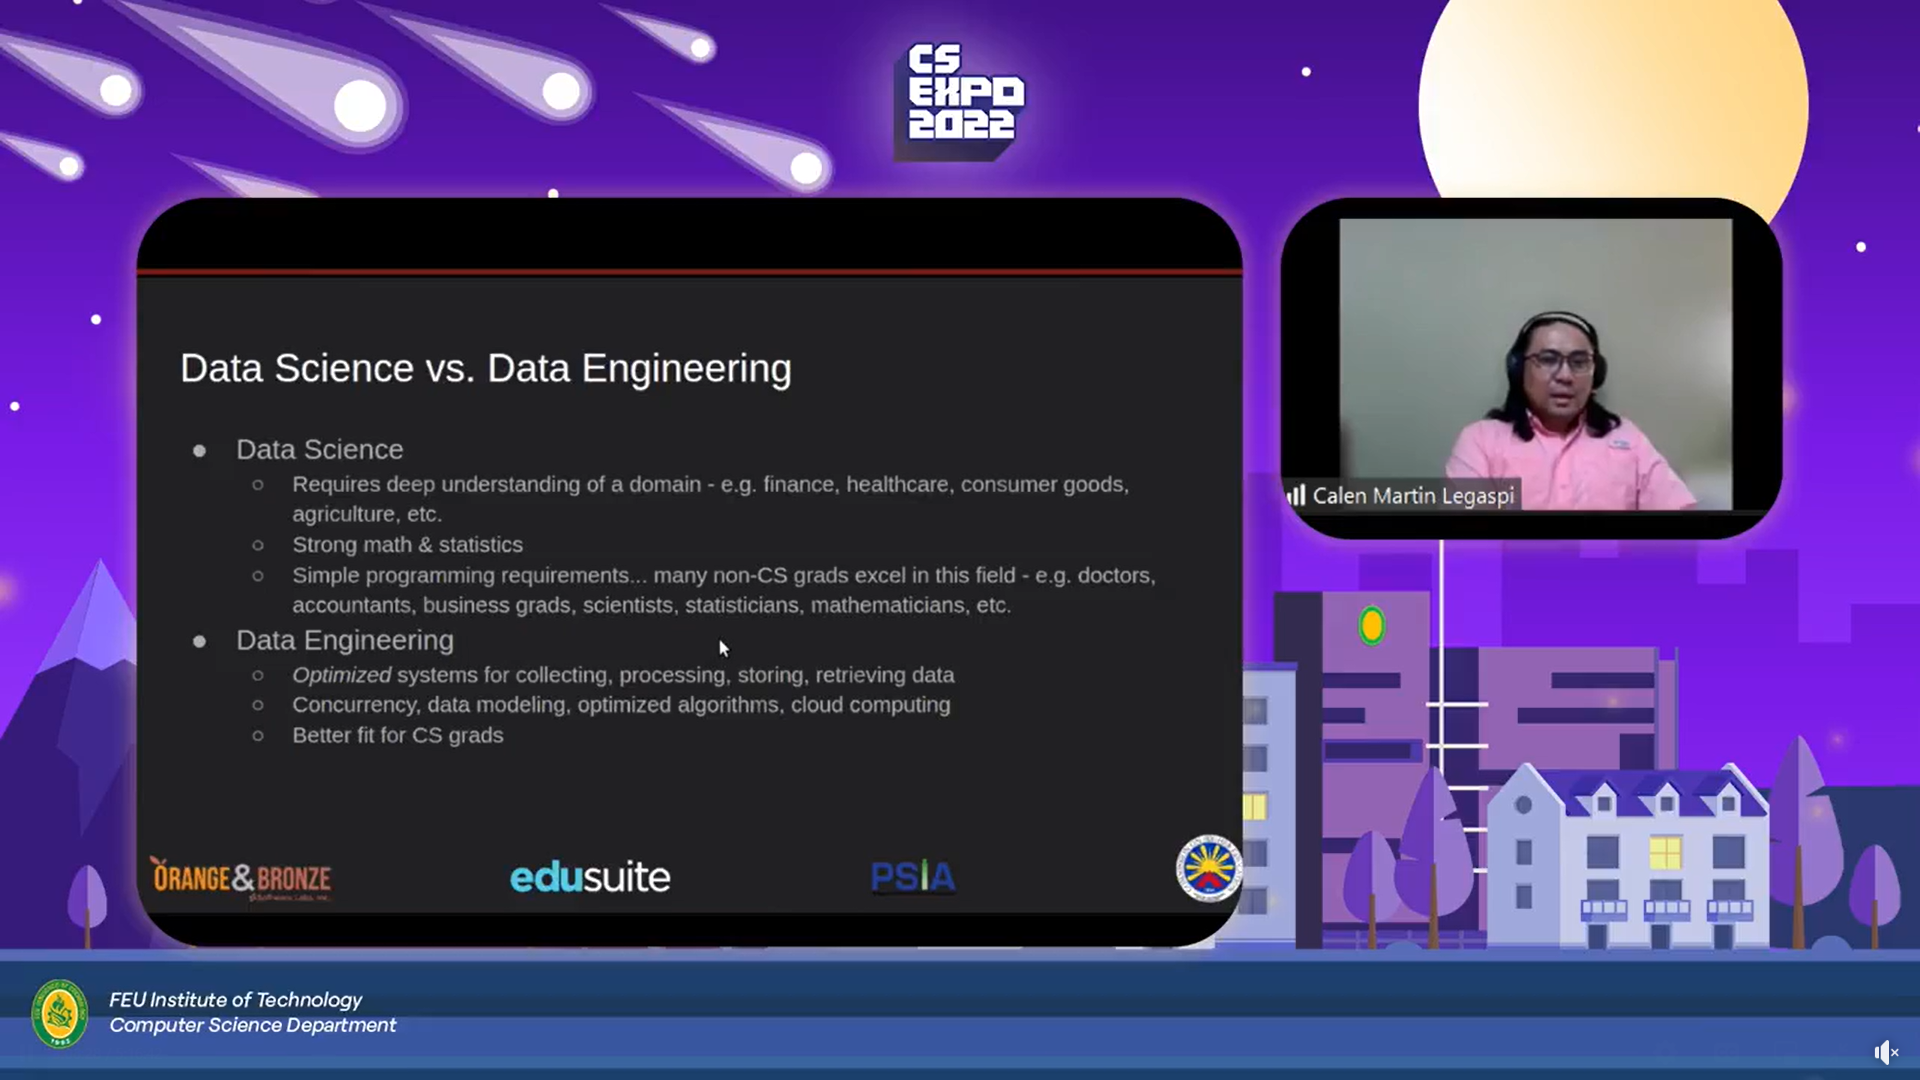 CS
EXPO
2022
Data Science vs. Data Engineering
● Data Science
○ Requires deep understanding of a domain - e.g. finance, healthcare, consumer goods,
agriculture, etc.
○ Strong math & statistics
○ Simple programming requirements... many non-CS grads excel in this field - e.g. doctors,
accountants, business grads, scientists, statisticians, mathematicians, etc.
● Data Engineering
○ Optimized systems for collecting, processing, storing, retrieving data
○ Concurrency, data modeling, optimized algorithms, cloud computing
○ Better fit for CS grads
ORANGE & BRONZE
Software Labs, Inc.
edusuite
PSIA
Calen Martin Legaspi
FEU Institute of Technology
Computer Science Department